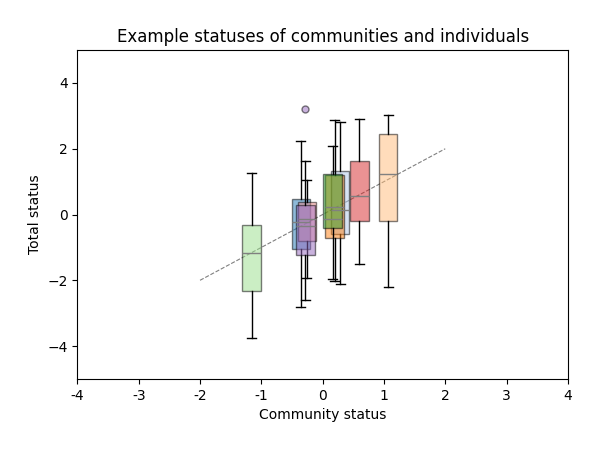 Example statuses of communities and individuals
Total status
4
2
0
−2
−4
-4 -3 -2 -1 0 1 2 3 4
Community status